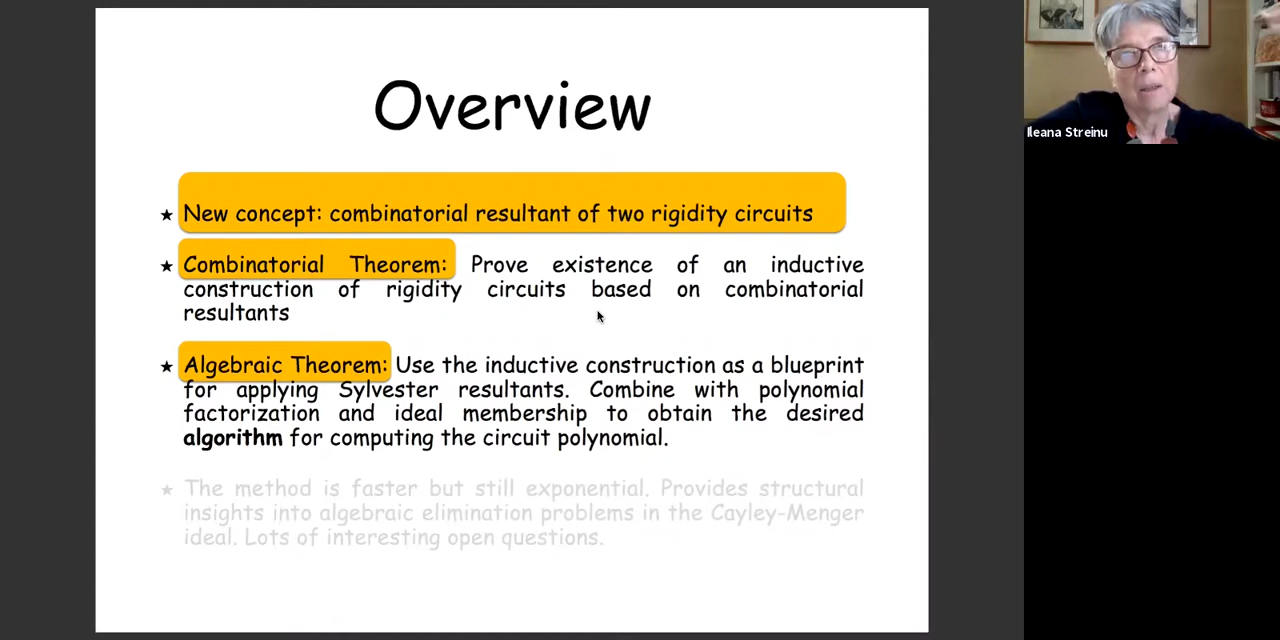 Overview
★ New concept: combinatorial resultant of two rigidity circuits
★ Combinatorial Theorem: Prove existence of an inductive
construction of rigidity circuits based on combinatorial
resultants
★ Algebraic Theorem: Use the inductive construction as a blueprint
for applying Sylvester resultants. Combine with polynomial
factorization and ideal membership to obtain the desired
algorithm for computing the circuit polynomial.
★ The method is faster but still exponential. Provides structural
insights into algebraic elimination problems in the Cayley-Menger
ideal. Lots of interesting open questions.
Ileana Streinu